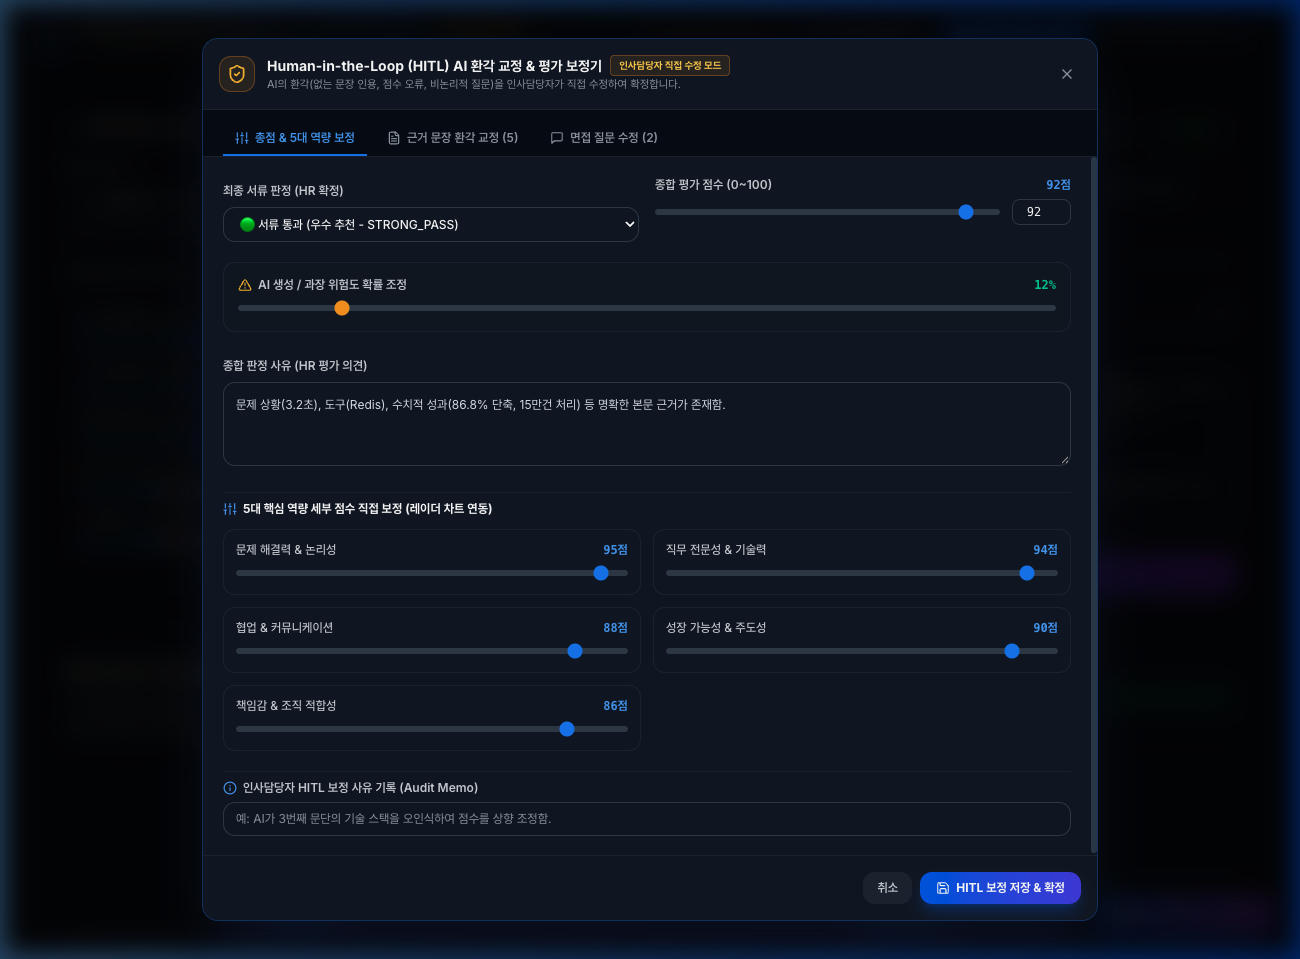 Human-in-the-Loop (HITL) AI 환각 교정 & 평가 보정기
인사담당자 직접 수정 모드
AI의 환각(없는 문장 인용, 점수 오류, 비논리적 질문)을 인사담당자가 직접 수정하여 확정합니다.
총점 & 5대 역량 보정
근거 문장 환각 교정 (5)
면접 질문 수정 (2)
최종 서류 판정 (HR 확정)
서류 통과 (우수 추천 - STRONG_PASS)
종합 평가 점수 (0~100)
92점
92
AI 생성 / 과장 위험도 확률 조정
12%
종합 판정 사유 (HR 평가 의견)
문제 상황(3.2초), 도구(Redis), 수치적 성과(86.8% 단축, 15만건 처리) 등 명확한 본문 근거가 존재함.
5대 핵심 역량 세부 점수 직접 보정 (레이더 차트 연동)
문제 해결력 & 논리성
95점
직무 전문성 & 기술력
94점
협업 & 커뮤니케이션
88점
성장 가능성 & 주도성
90점
책임감 & 조직 적합성
86점
인사담당자 HITL 보정 사유 기록 (Audit Memo)
예: AI가 3번째 문단의 기술 스택을 오인식하여 점수를 상향 조정함.
취소
HITL 보정 저장 & 확정